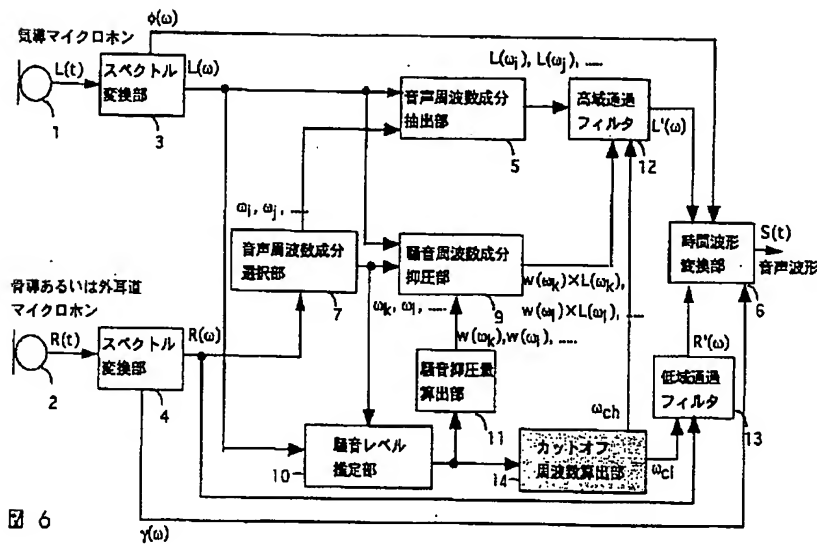 φ(ω)
気導マイクロホン
L(t)
スペクトル
変換部
L(ω)
1
3
L(ωi), L(ωj), ....
音声周波数成分
抽出部
5
高域通過
フィルタ
12
L'(ω)
ωi, ωj, ....
音声周波数成分
選択部
7
騒音周波数成分
抑圧部
9
w(ωk)×L(ωk),
w(ωl)×L(ωl), ....
ωk, ωl, ....
w(ωk),w(ωl), ....
時間波形
変換部
6
S(t)
音声波形
骨導あるいは外耳道
マイクロホン
R(t)
スペクトル
変換部
R(ω)
2
4
騒音抑圧量
算出部
11
R'(ω)
低域通過
フィルタ
13
騒音レベル
推定部
10
カットオフ
周波数算出部
14
ωch
ωcl
図 6
γ(ω)